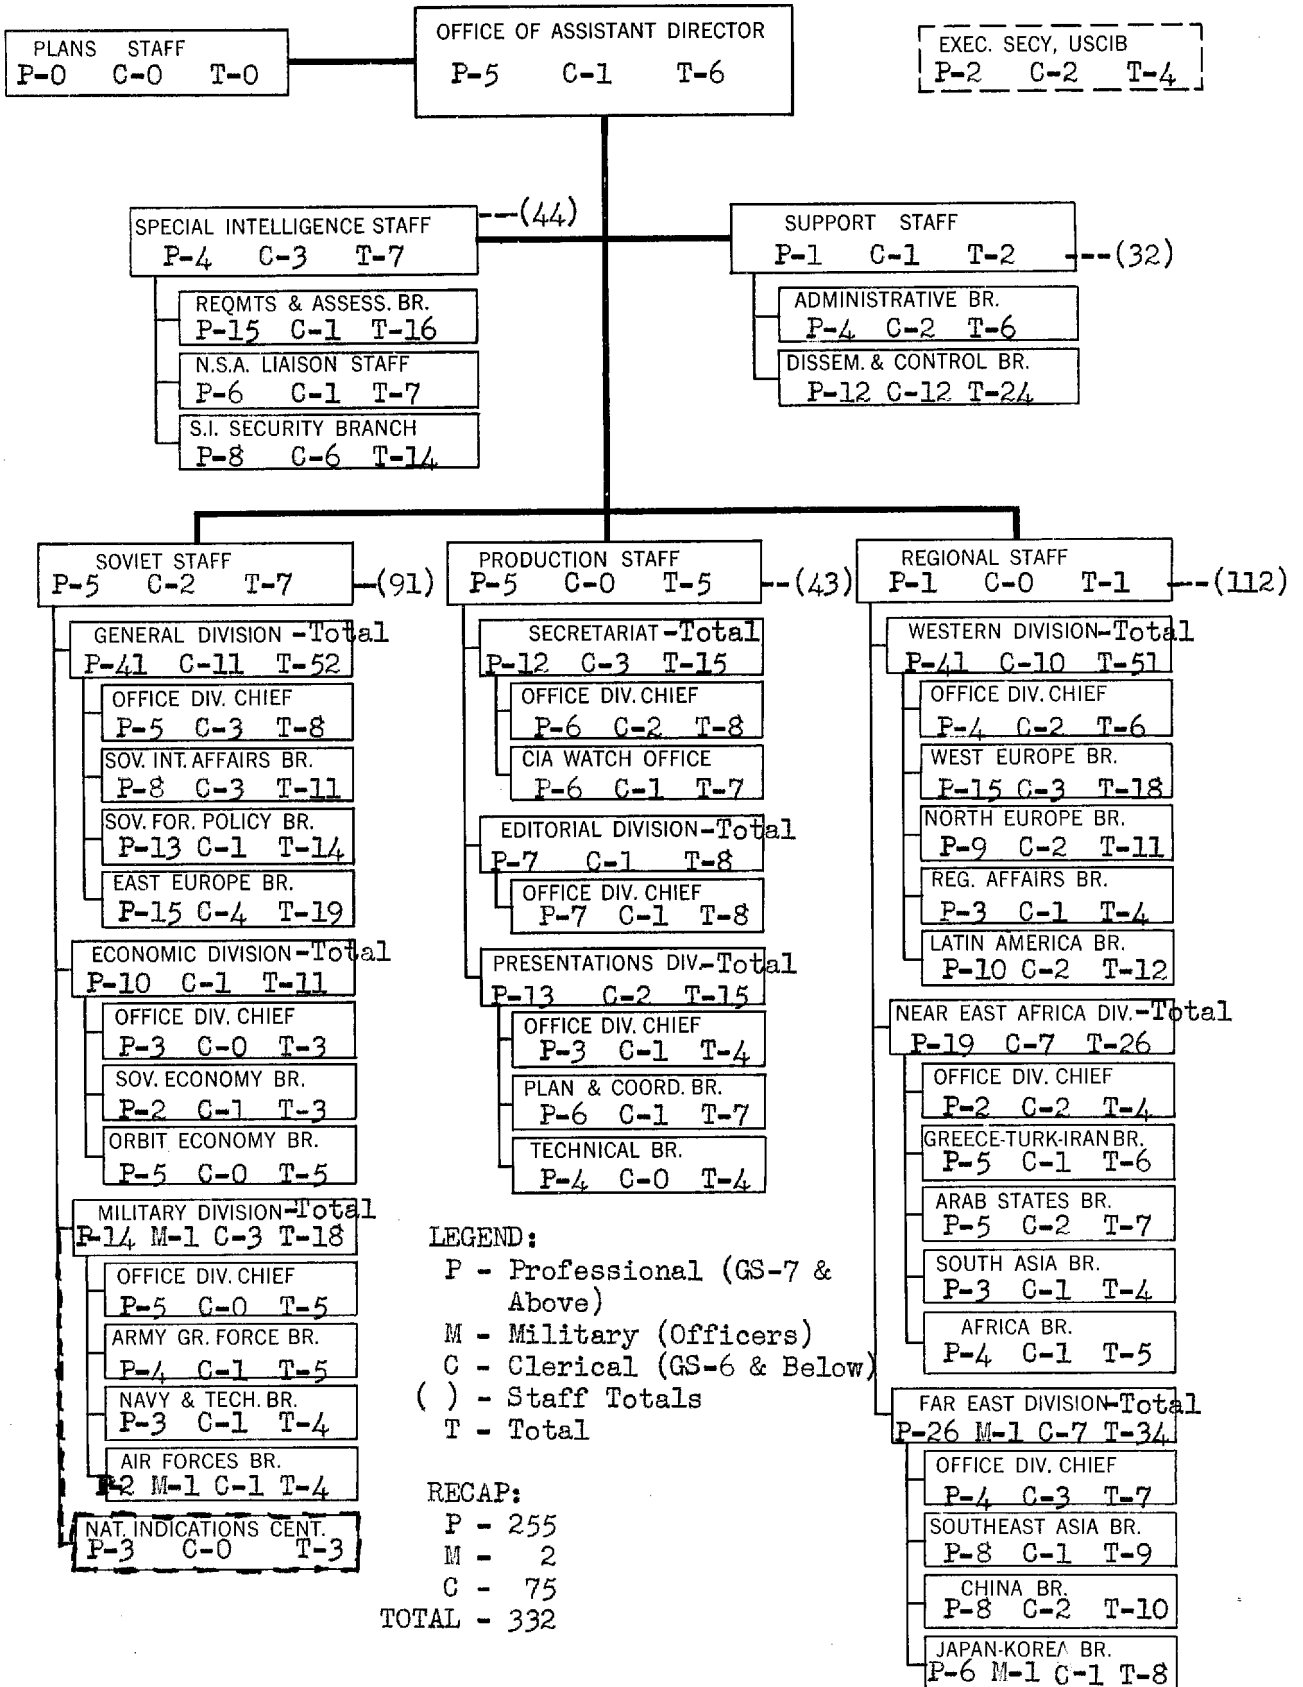 PLANS STAFF
P-0 C-0 T-0
OFFICE OF ASSISTANT DIRECTOR
P-5 C-1 T-6
EXEC. SECY, USCIB
P-2 C-2 T-4
SPECIAL INTELLIGENCE STAFF
P-4 C-3 T-7
---(44)
REQMTS & ASSESS. BR.
P-15 C-1 T-16
N.S.A. LIAISON STAFF
P-6 C-1 T-7
S.I. SECURITY BRANCH
P-8 C-6 T-14
SUPPORT STAFF
P-1 C-1 T-2
---(32)
ADMINISTRATIVE BR.
P-4 C-2 T-6
DISSEM. & CONTROL BR.
P-12 C-12 T-24
SOVIET STAFF
P-5 C-2 T-7
--(91)
GENERAL DIVISION-Total
P-41 C-11 T-52
OFFICE DIV. CHIEF
P-5 C-3 T-8
SOV. INT. AFFAIRS BR.
P-8 C-3 T-11
SOV. FOR. POLICY BR.
P-13 C-1 T-14
EAST EUROPE BR.
P-15 C-4 T-19
ECONOMIC DIVISION-Total
P-10 C-1 T-11
OFFICE DIV. CHIEF
P-3 C-0 T-3
SOV. ECONOMY BR.
P-2 C-1 T-3
ORBIT ECONOMY BR.
P-5 C-0 T-5
MILITARY DIVISION-Total
P-14 M-1 C-3 T-18
OFFICE DIV. CHIEF
P-5 C-0 T-5
ARMY GR. FORCE BR.
P-4 C-1 T-5
NAVY & TECH. BR.
P-3 C-1 T-4
AIR FORCES BR.
P-2 M-1 C-1 T-4
NAT. INDICATIONS CENT.
P-3 C-0 T-3
PRODUCTION STAFF
P-5 C-0 T-5
--(43)
SECRETARIAT-Total
P-12 C-3 T-15
OFFICE DIV. CHIEF
P-6 C-2 T-8
CIA WATCH OFFICE
P-6 C-1 T-7
EDITORIAL DIVISION-Total
P-7 C-1 T-8
OFFICE DIV. CHIEF
P-7 C-1 T-8
PRESENTATIONS DIV.-Total
P-13 C-2 T-15
OFFICE DIV. CHIEF
P-3 C-1 T-4
PLAN & COORD. BR.
P-6 C-1 T-7
TECHNICAL BR.
P-4 C-0 T-4
REGIONAL STAFF
P-1 C-0 T-1
---(112)
WESTERN DIVISION-Total
P-41 C-10 T-51
OFFICE DIV. CHIEF
P-4 C-2 T-6
WEST EUROPE BR.
P-15 C-3 T-18
NORTH EUROPE BR.
P-9 C-2 T-11
REG. AFFAIRS BR.
P-3 C-1 T-4
LATIN AMERICA BR.
P-10 C-2 T-12
NEAR EAST AFRICA DIV.-Total
P-19 C-7 T-26
OFFICE DIV. CHIEF
P-2 C-2 T-4
GREECE-TURK-IRAN BR.
P-5 C-1 T-6
ARAB STATES BR.
P-5 C-2 T-7
SOUTH ASIA BR.
P-3 C-1 T-4
AFRICA BR.
P-4 C-1 T-5
FAR EAST DIVISION-Total
P-26 M-1 C-7 T-34
OFFICE DIV. CHIEF
P-4 C-3 T-7
SOUTHEAST ASIA BR.
P-8 C-1 T-9
CHINA BR.
P-8 C-2 T-10
JAPAN-KOREA BR.
P-6 M-1 C-1 T-8
LEGEND:
P - Professional (GS-7 &
Above)
M - Military (Officers)
C - Clerical (GS-6 & Below)
( ) - Staff Totals
T - Total
RECAP:
P - 255
M - 2
C - 75
TOTAL - 332